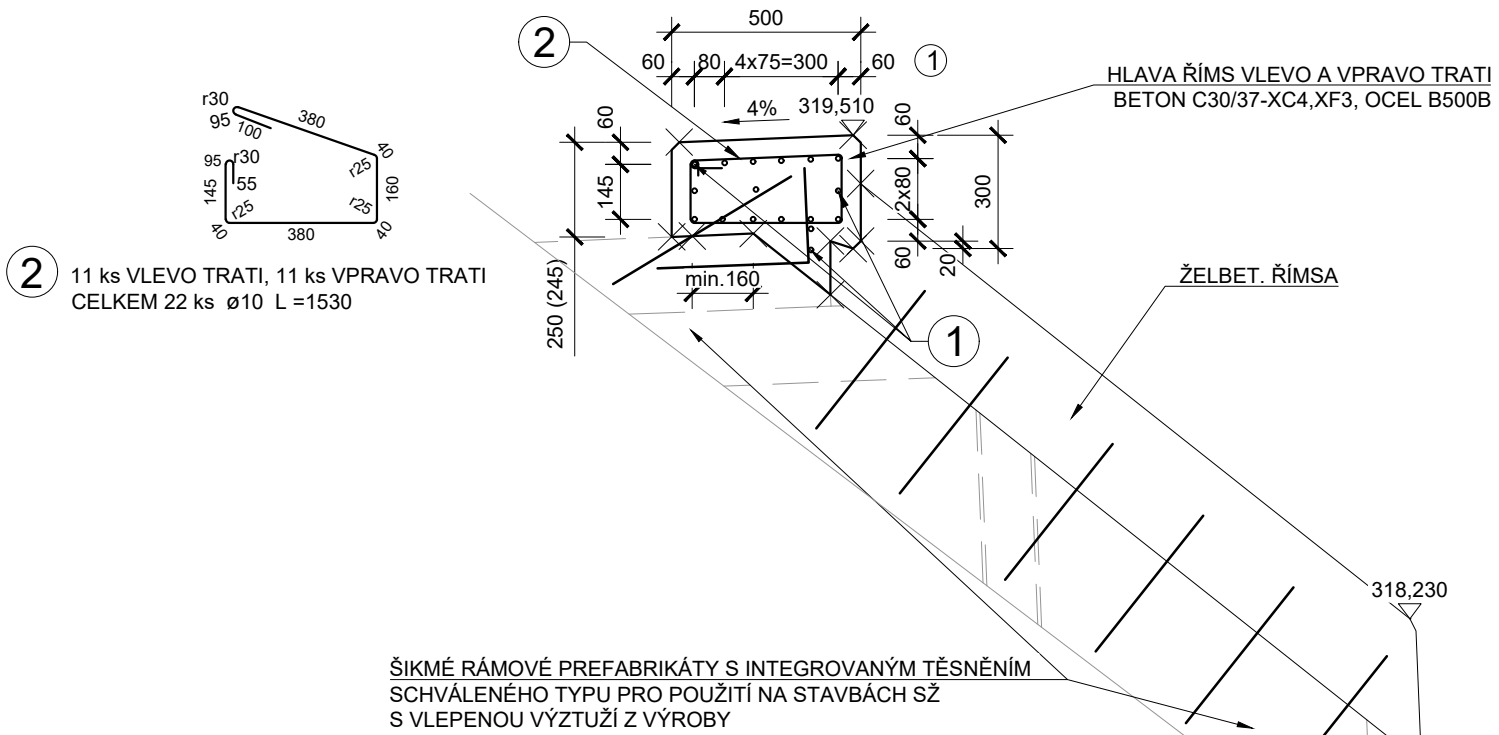 500
2
60 80 4x75=300 60
1
HLAVA ŘÍMS VLEVO A VPRAVO TRATI
BETON C30/37-XC4,XF3, OCEL B500B
4%
319,510
60
145
250 (245)
60
2x80
60
300
20
min.160
r30
95
100
380
40
r25
95
r30
145
55
160
r25
r25
40
380
40
2
11 ks VLEVO TRATI, 11 ks VPRAVO TRATI
CELKEM 22 ks ø10 L =1530
1
ŽELBET. ŘÍMSA
318,230
ŠIKMÉ RÁMOVÉ PREFABRIKÁTY S INTEGROVANÝM TĚSNĚNÍM
SCHVÁLENÉHO TYPU PRO POUŽITÍ NA STAVBÁCH SŽ
S VLEPENOU VÝZTUŽÍ Z VÝROBY